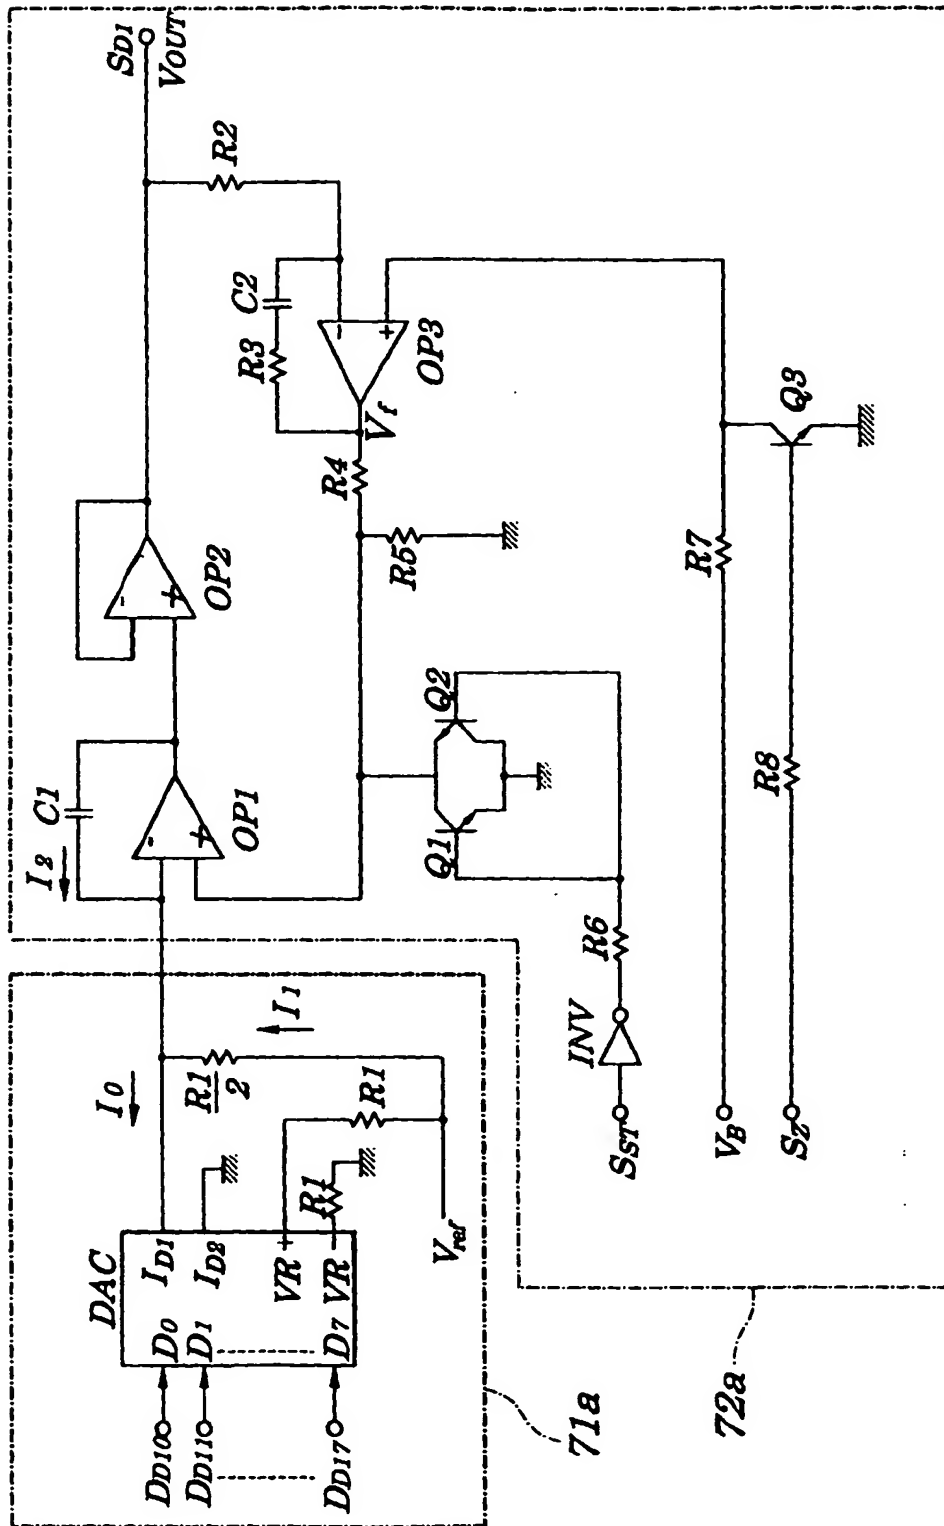 DAC
DD10
DD11
DD17
D0
D1
D7
ID1
ID2
VR +
VR −
R1
R1
R1
2
Vref
I0
I1
71a
I2
C1
-
+
OP1
-
+
OP2
SD1
VOUT
R2
C2
R3
-
+
OP3
Vf
R4
R5
Q1
Q2
SST
INV
R6
VB
R7
SZ
R8
Q3
72a